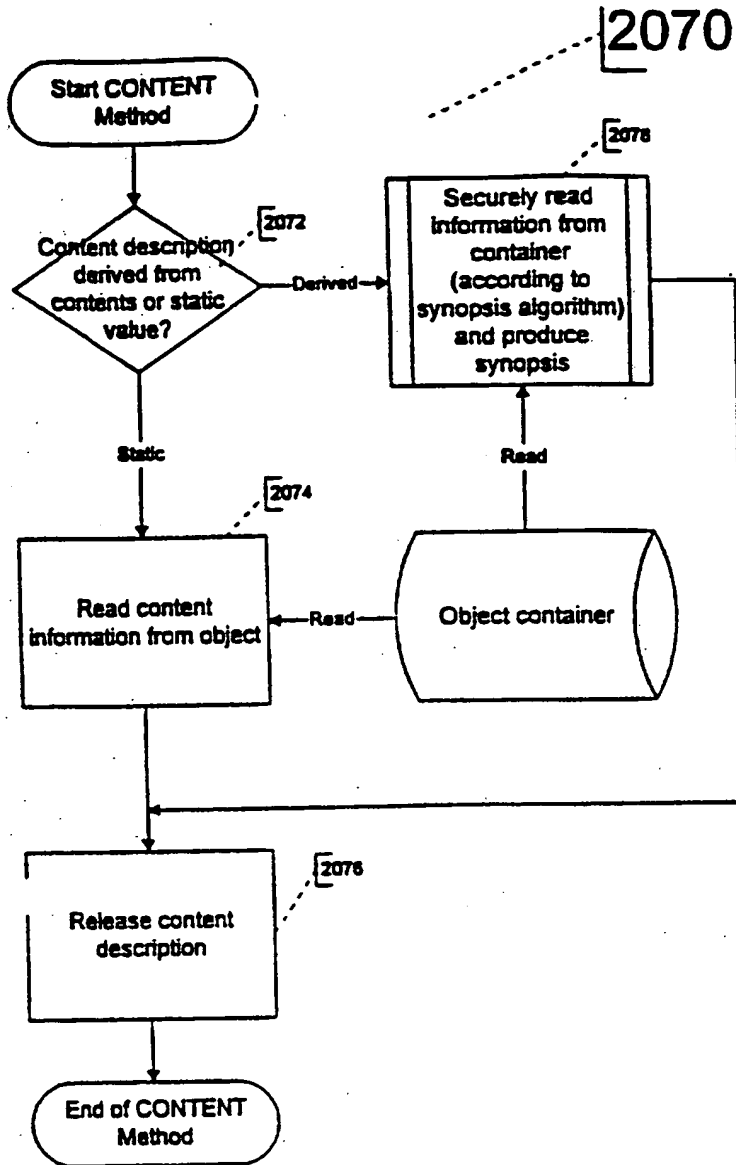 2070
Start CONTENT
Method
2078
2072
Content description
derived from
contents or static
value?
Derived
Securely read
information from
container
(according to
synopsis algorithm)
and produce
synopsis
Static
Read
2074
Read content
information from object
Read
Object container
2076
Release content
description
End of CONTENT
Method